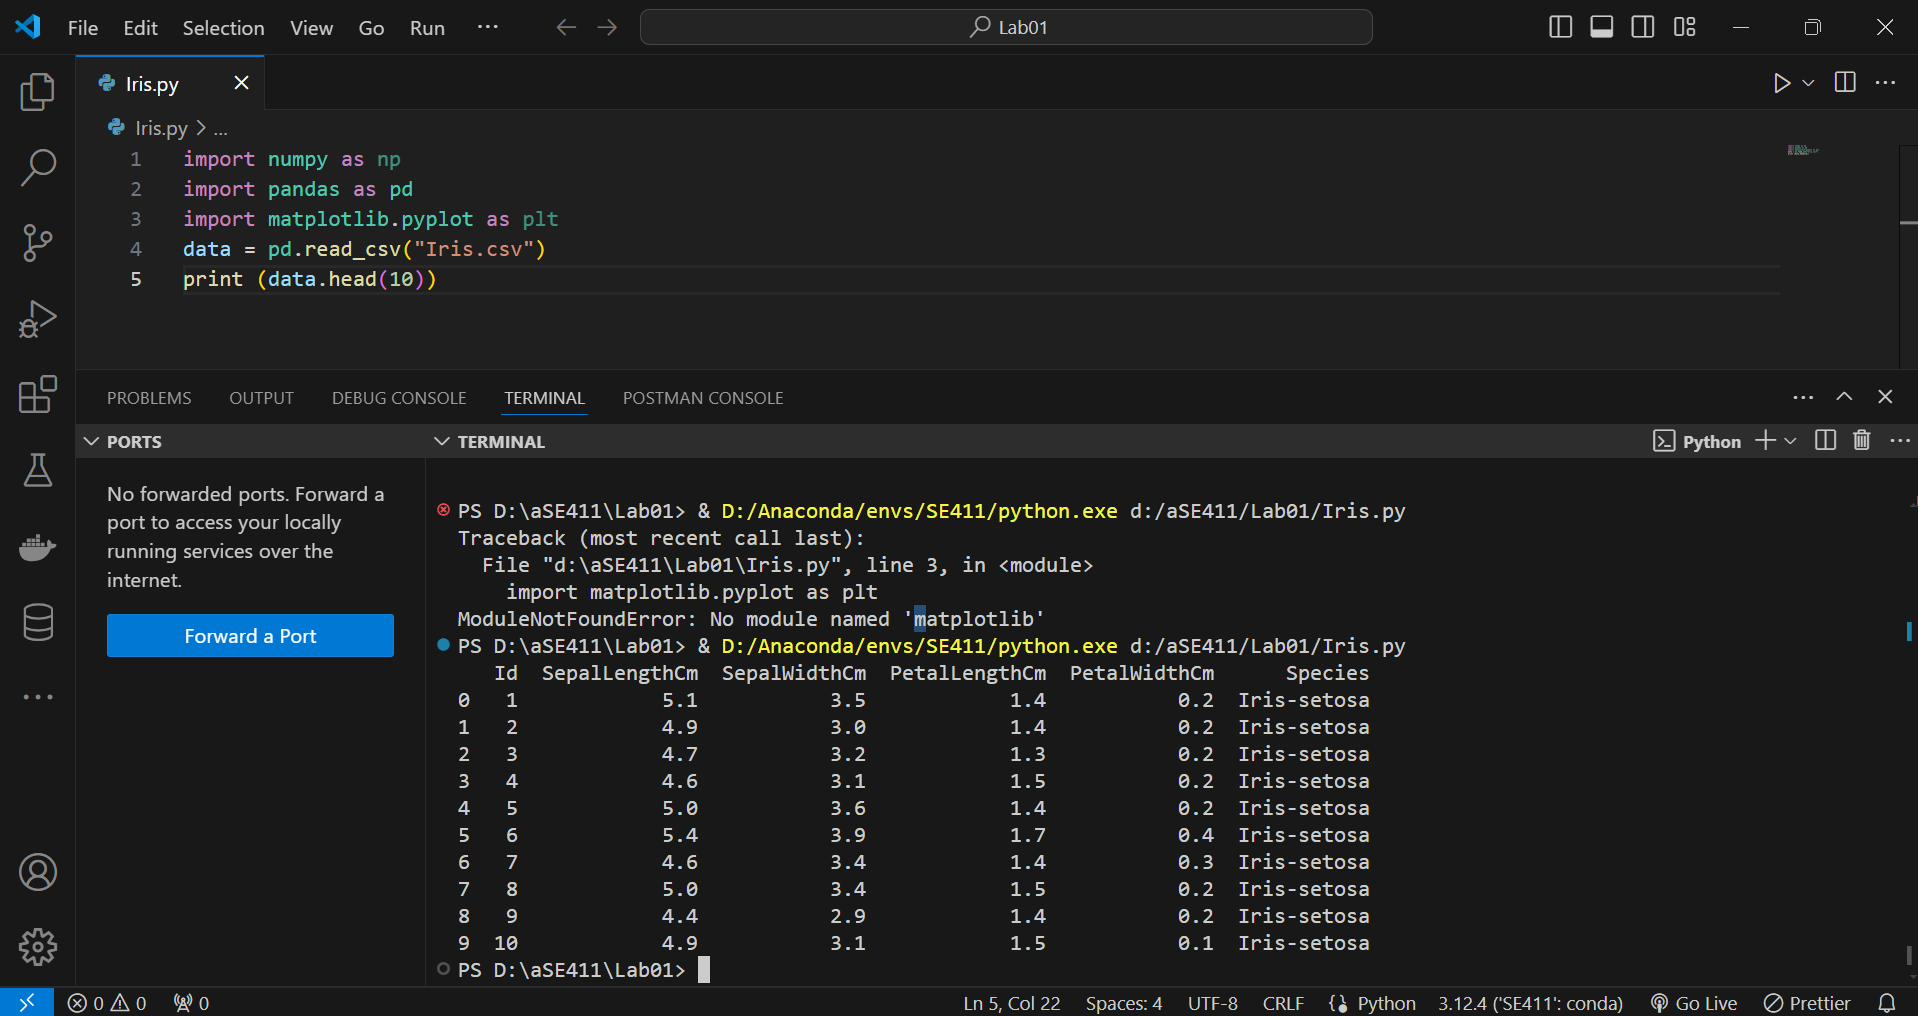 File Edit Selection View Go Run ··· Lab01
Iris.py
Iris.py > ...
1 import numpy as np
2 import pandas as pd
3 import matplotlib.pyplot as plt
4 data = pd.read_csv("Iris.csv")
5 print (data.head(10))
PROBLEMS OUTPUT DEBUG CONSOLE TERMINAL POSTMAN CONSOLE
PORTS
No forwarded ports. Forward a
port to access your locally
running services over the
internet.
Forward a Port
TERMINAL Python
PS D:\aSE411\Lab01> & D:/Anaconda/envs/SE411/python.exe d:/aSE411/Lab01/Iris.py
Traceback (most recent call last):
  File "d:\aSE411\Lab01\Iris.py", line 3, in <module>
    import matplotlib.pyplot as plt
ModuleNotFoundError: No module named 'matplotlib'
PS D:\aSE411\Lab01> & D:/Anaconda/envs/SE411/python.exe d:/aSE411/Lab01/Iris.py
   Id  SepalLengthCm  SepalWidthCm  PetalLengthCm  PetalWidthCm      Species
0   1            5.1           3.5            1.4           0.2  Iris-setosa
1   2            4.9           3.0            1.4           0.2  Iris-setosa
2   3            4.7           3.2            1.3           0.2  Iris-setosa
3   4            4.6           3.1            1.5           0.2  Iris-setosa
4   5            5.0           3.6            1.4           0.2  Iris-setosa
5   6            5.4           3.9            1.7           0.4  Iris-setosa
6   7            4.6           3.4            1.4           0.3  Iris-setosa
7   8            5.0           3.4            1.5           0.2  Iris-setosa
8   9            4.4           2.9            1.4           0.2  Iris-setosa
9  10            4.9           3.1            1.5           0.1  Iris-setosa
PS D:\aSE411\Lab01>
0 0 0 Ln 5, Col 22 Spaces: 4 UTF-8 CRLF Python 3.12.4 ('SE411': conda) Go Live Prettier